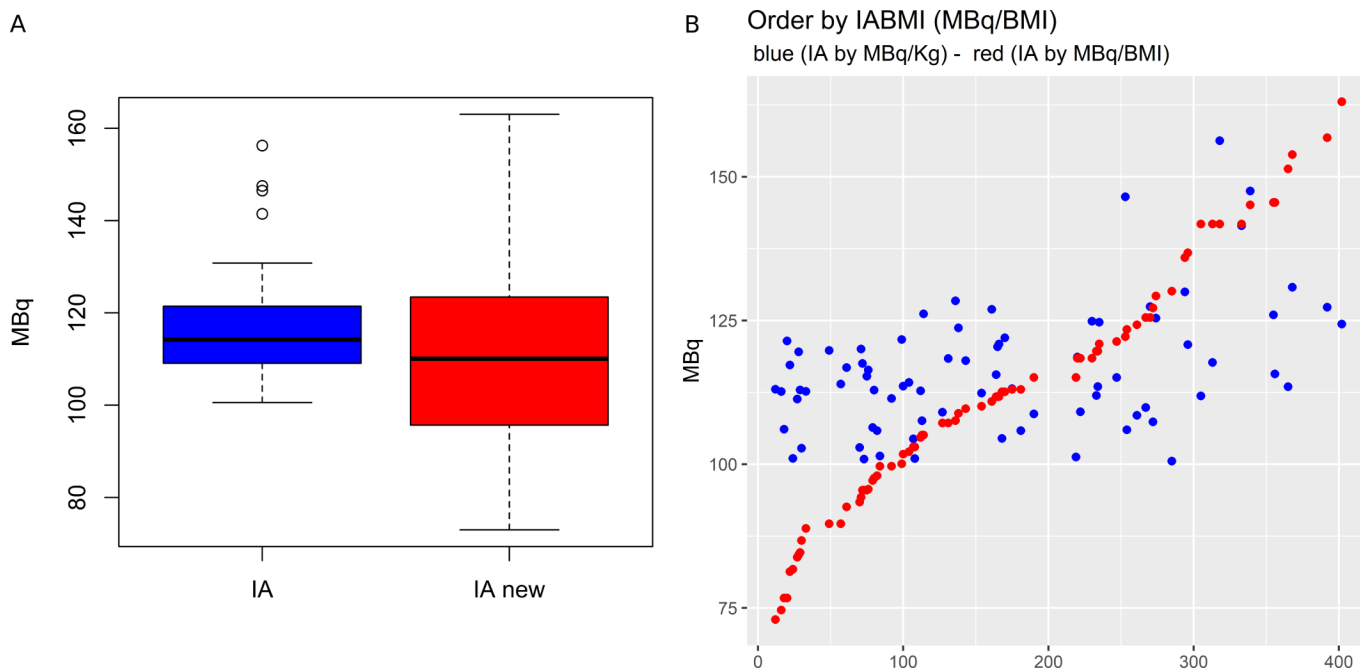 A
MBq
160
140
120
100
80
IA
IA new
B
Order by IABMI (MBq/BMI)
blue (IA by MBq/Kg) - red (IA by MBq/BMI)
MBq
150
125
100
75
0
100
200
300
400